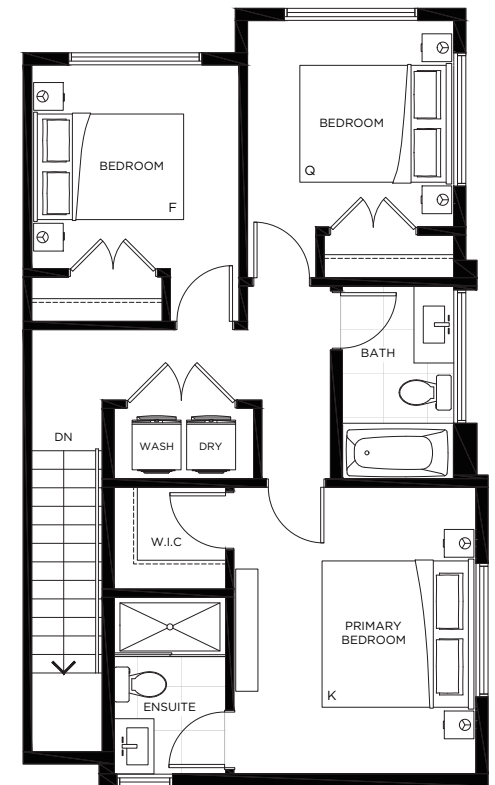 BEDROOM
Q
BEDROOM
F
BATH
DN
WASH
DRY
W.I.C
PRIMARY
BEDROOM
K
ENSUITE